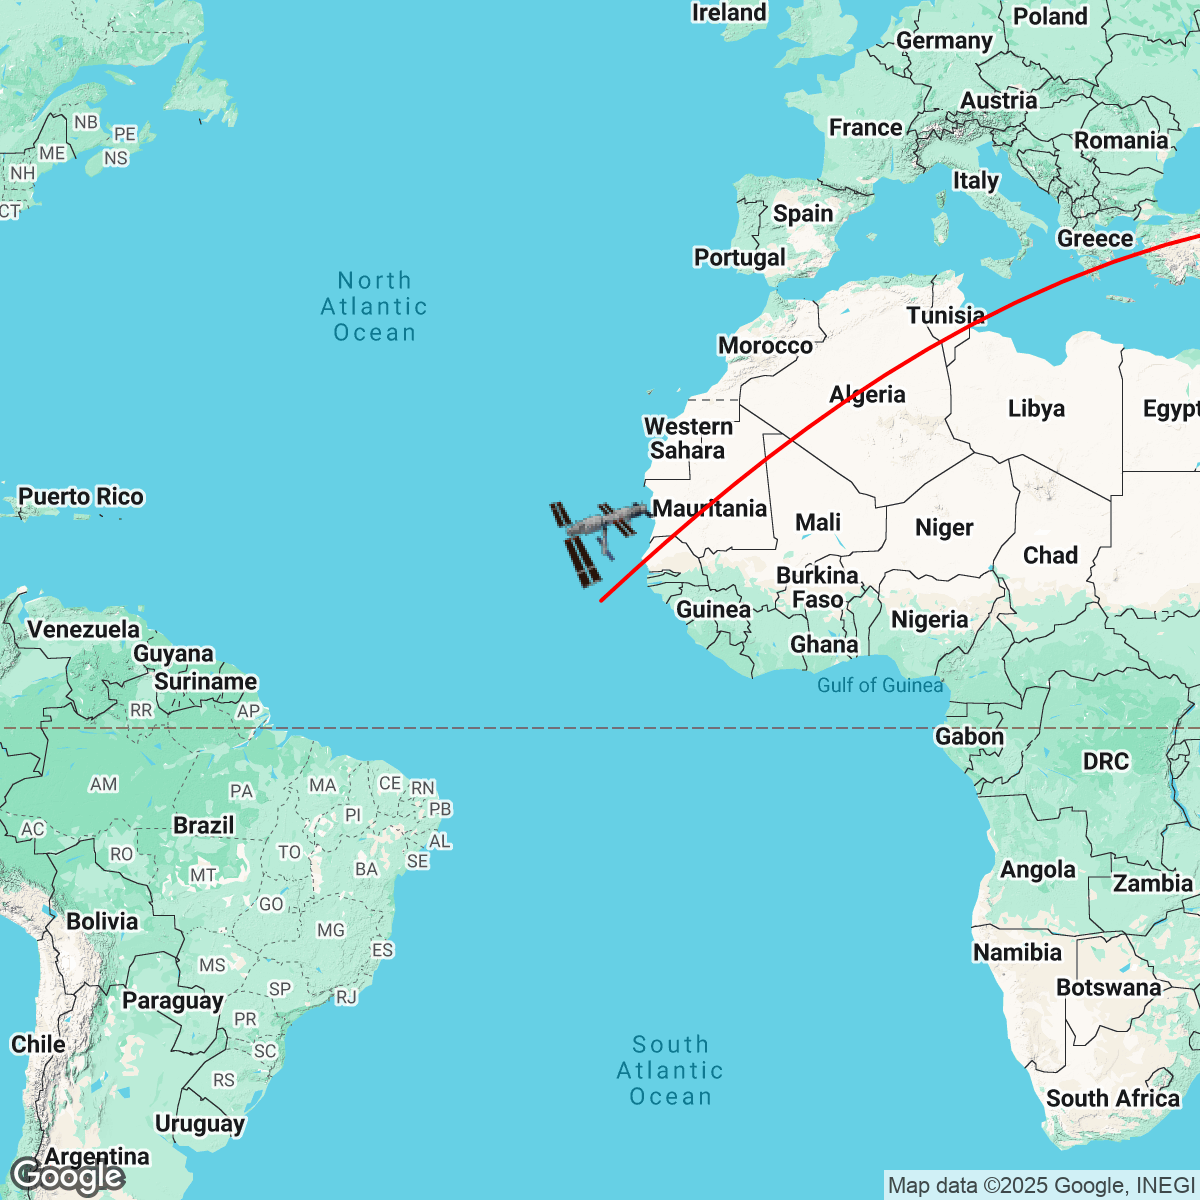 Ireland
Poland
Germany
Austria
France
Romania
Italy
Spain
Greece
Portugal
NB
PE
ME
NS
NH
CT
North
Atlantic
Ocean
Tunisia
Morocco
Algeria
Libya
Egypt
Western
Sahara
Puerto Rico
Mauritania
Mali
Niger
Chad
Burkina
Faso
Guinea
Nigeria
Ghana
Venezuela
Guyana
Suriname
Gulf of Guinea
RR
AP
Gabon
DRC
AM
PA
MA
CE
RN
PB
PI
AC
Brazil
AL
TO
SE
RO
MT
BA
Angola
Zambia
GO
Bolivia
MG
ES
Namibia
MS
SP
RJ
Botswana
Paraguay
PR
Chile
SC
South
Atlantic
Ocean
RS
South Africa
Uruguay
Argentina
Google
Map data ©2025 Google, INEGI